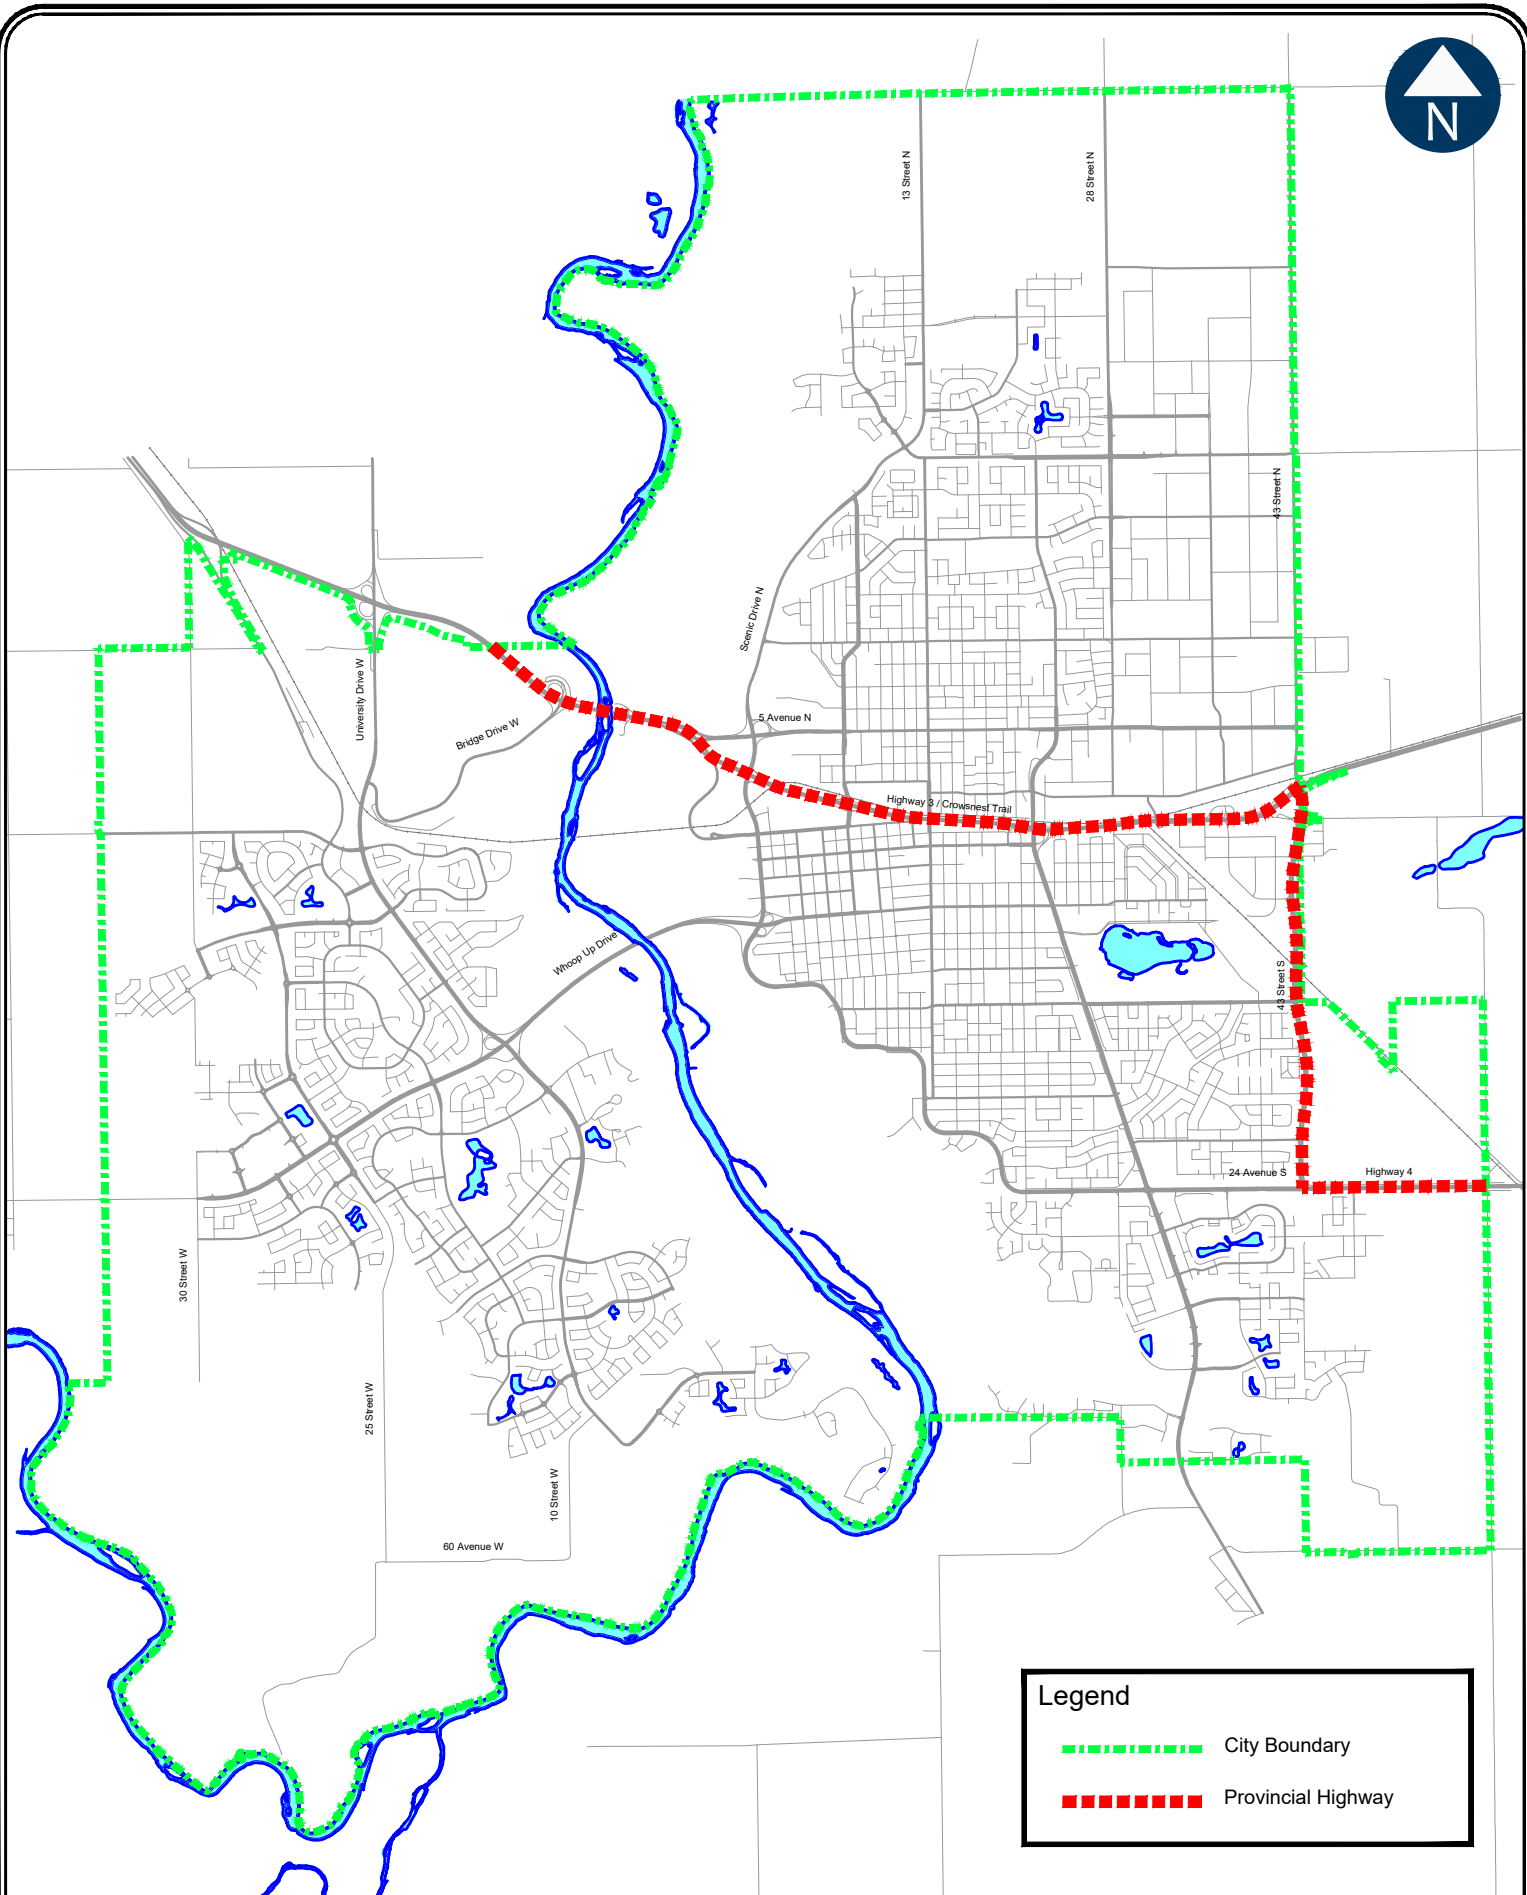 N
13 Street N
28 Street N
43 Street N
Scenic Drive N
University Drive W
5 Avenue N
Bridge Drive W
Highway 3 / Crowsnest Trail
Whoop Up Drive
43 Street S
24 Avenue S
Highway 4
30 Street W
25 Street W
10 Street W
60 Avenue W
Legend
City Boundary
Provincial Highway